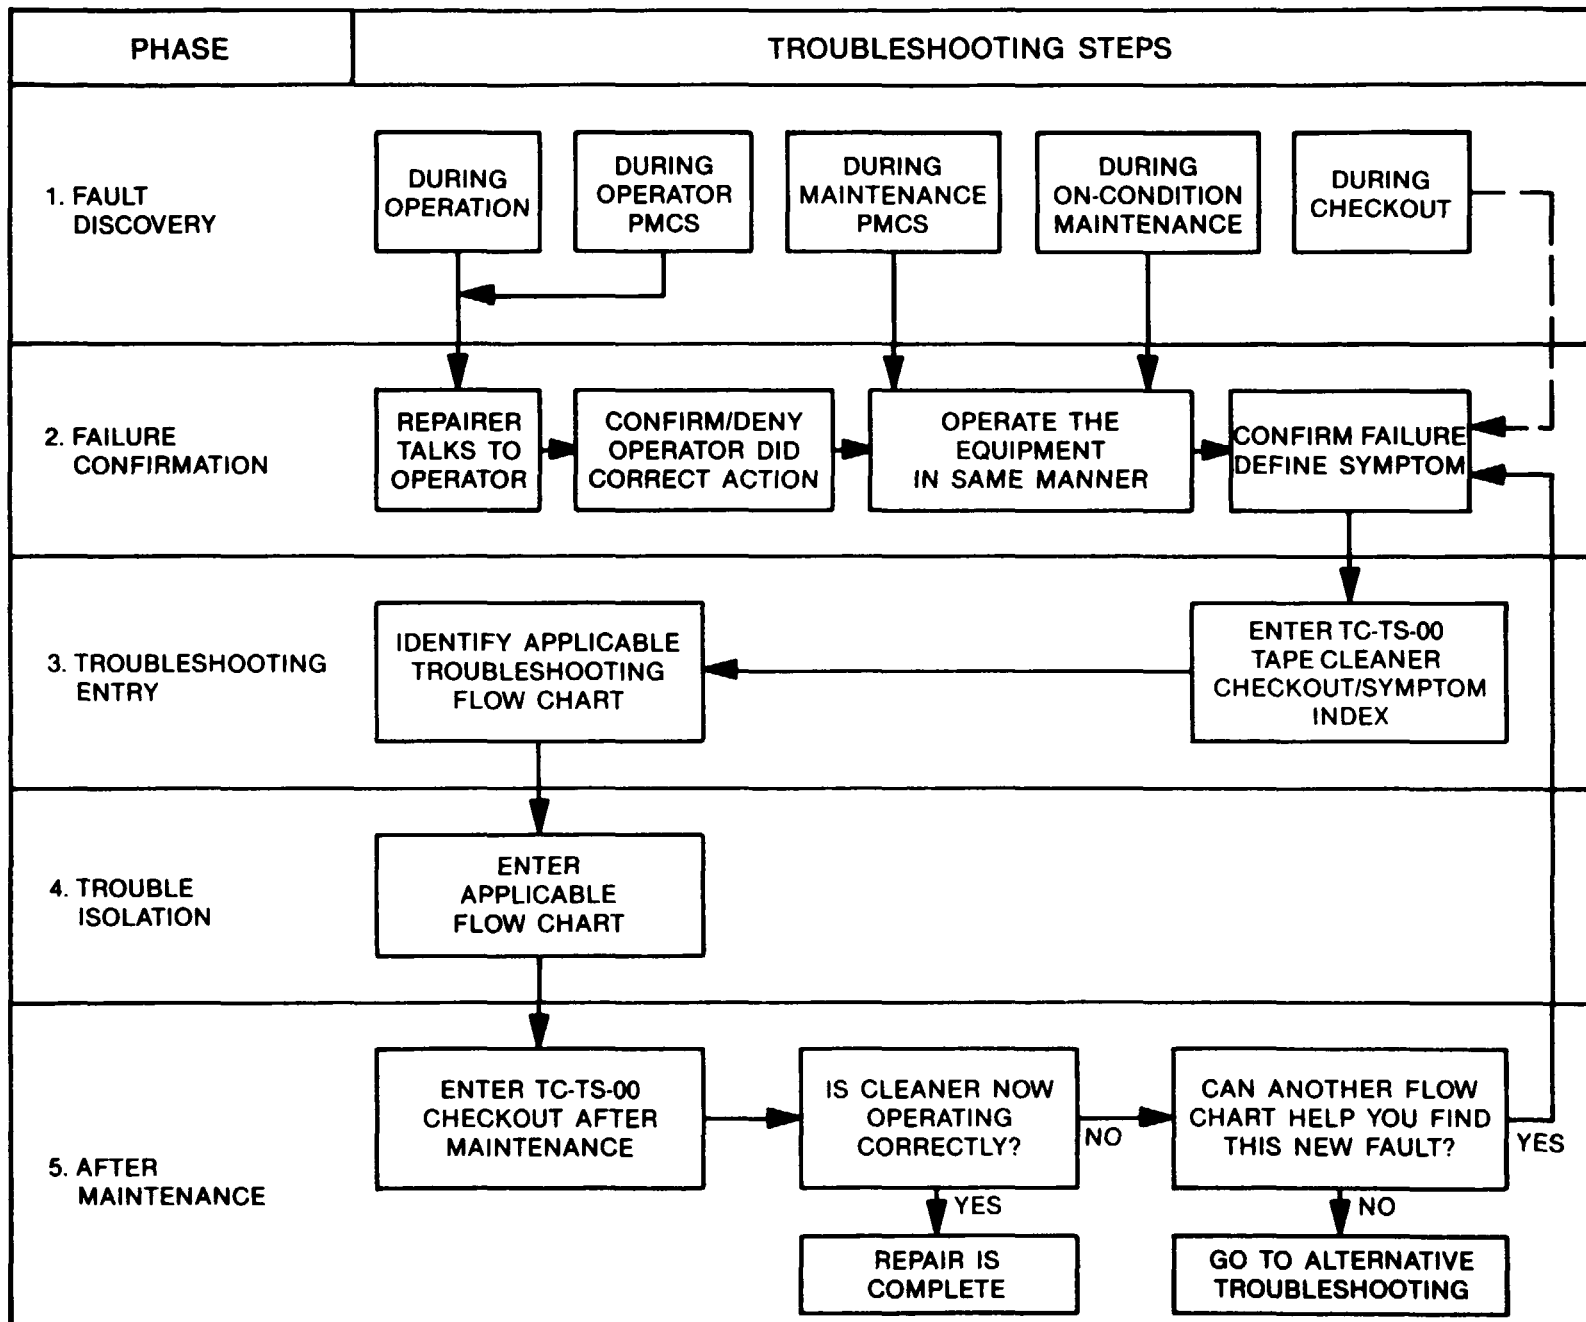 PHASE
TROUBLESHOOTING STEPS
1. FAULT
DISCOVERY
DURING
OPERATION
DURING
OPERATOR
PMCS
DURING
MAINTENANCE
PMCS
DURING
ON-CONDITION
MAINTENANCE
DURING
CHECKOUT
2. FAILURE
CONFIRMATION
REPAIRER
TALKS TO
OPERATOR
CONFIRM/DENY
OPERATOR DID
CORRECT ACTION
OPERATE THE
EQUIPMENT
IN SAME MANNER
CONFIRM FAILURE
DEFINE SYMPTOM
3. TROUBLESHOOTING
ENTRY
IDENTIFY APPLICABLE
TROUBLESHOOTING
FLOW CHART
ENTER TC-TS-00
TAPE CLEANER
CHECKOUT/SYMPTOM
INDEX
4. TROUBLE
ISOLATION
ENTER
APPLICABLE
FLOW CHART
5. AFTER
MAINTENANCE
ENTER TC-TS-00
CHECKOUT AFTER
MAINTENANCE
IS CLEANER NOW
OPERATING
CORRECTLY?
NO
CAN ANOTHER FLOW
CHART HELP YOU FIND
THIS NEW FAULT?
YES
YES
NO
REPAIR IS
COMPLETE
GO TO ALTERNATIVE
TROUBLESHOOTING